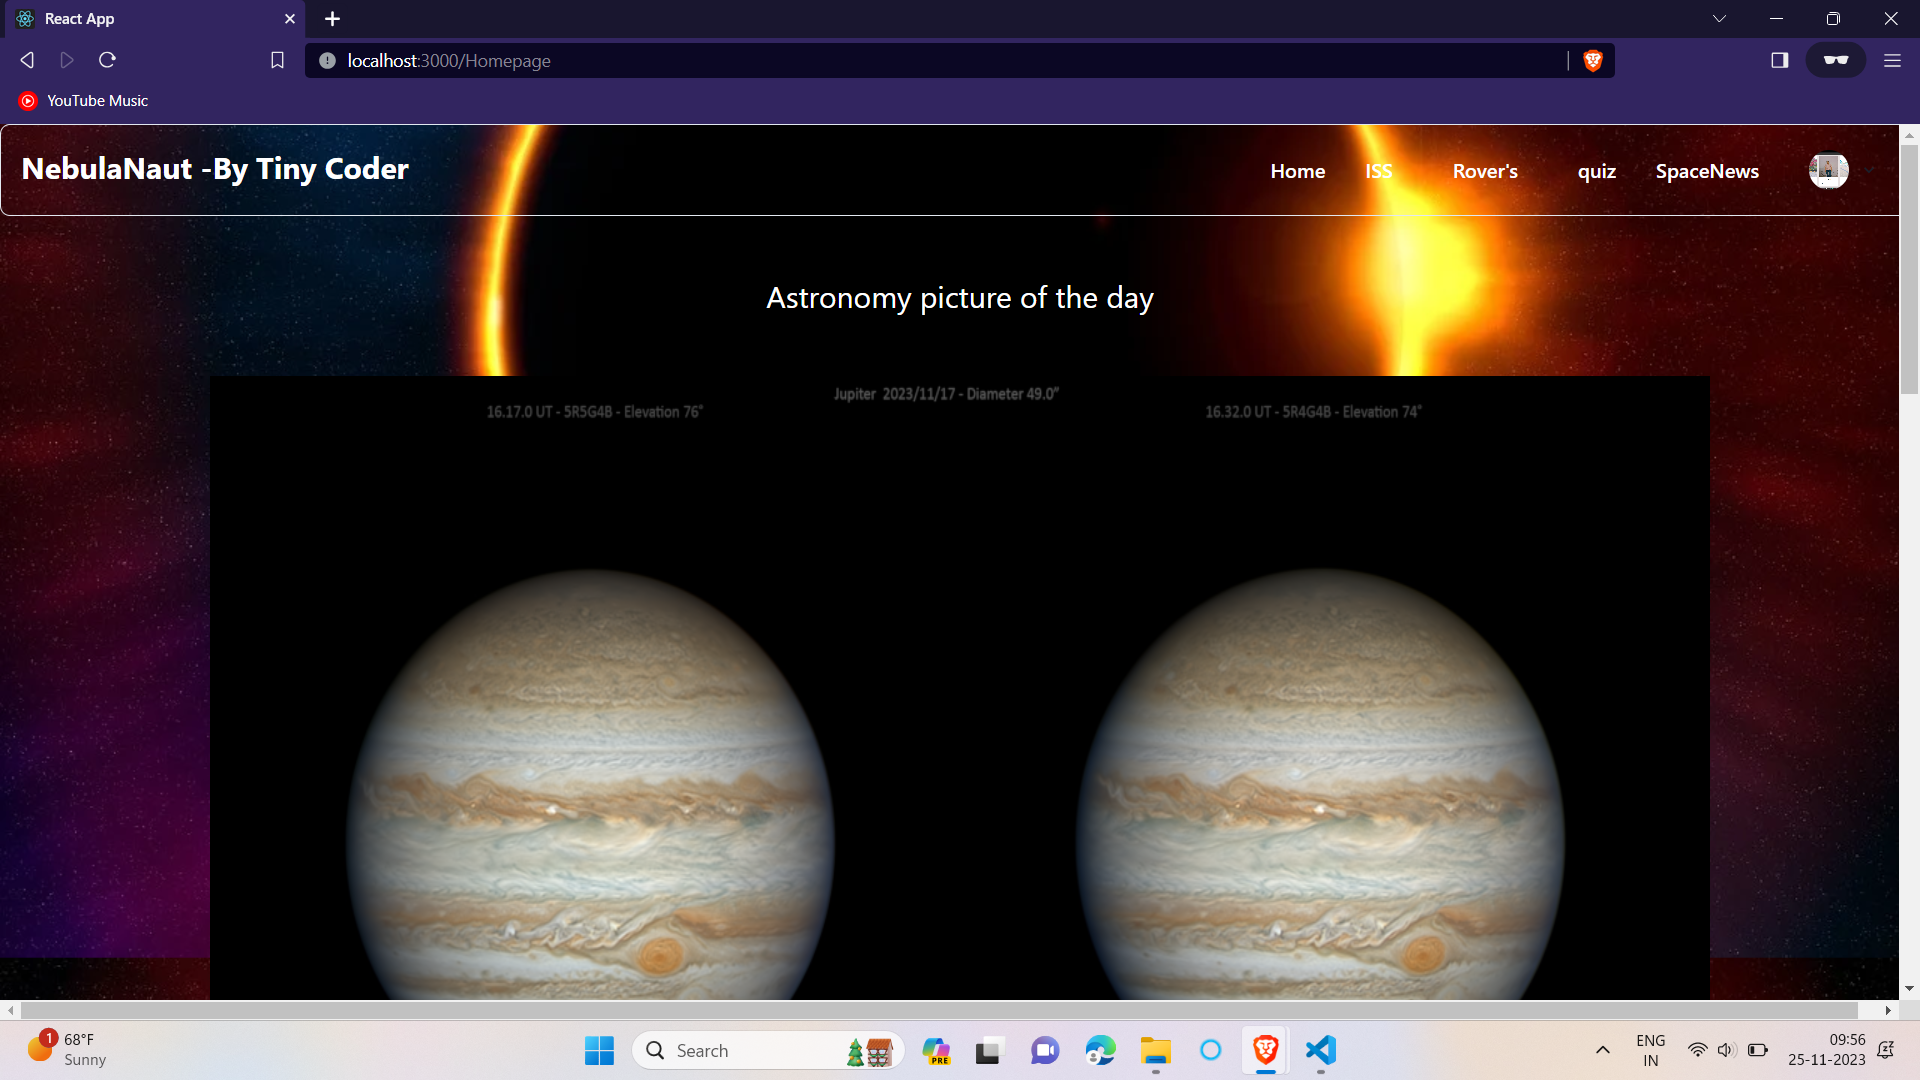 React App
localhost:3000/Homepage
YouTube Music
NebulaNaut -By Tiny Coder
Home ISS Rover's quiz SpaceNews
Astronomy picture of the day
Jupiter 2023/11/17 - Diameter 49.0"
16.17.0 UT - 5R5G4B - Elevation 76°
16.32.0 UT - 5R4G4B - Elevation 74°
1
68°F
Sunny
Search
PRE
ENG
IN
09:56
25-11-2023